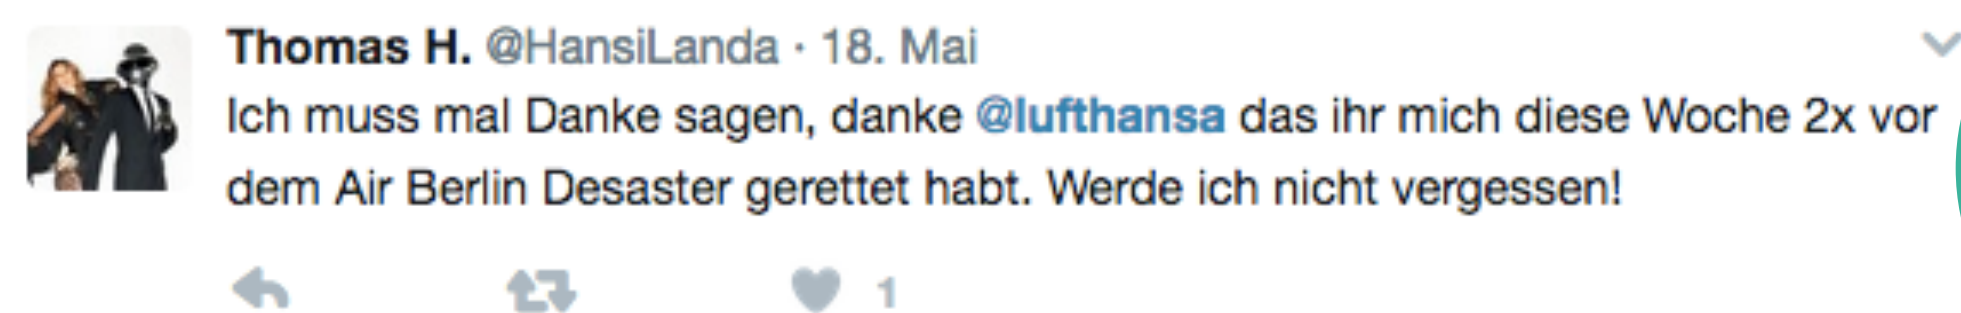 Thomas H. @HansiLanda · 18. Mai
Ich muss mal Danke sagen, danke @lufthansa das ihr mich diese Woche 2x vor
dem Air Berlin Desaster gerettet habt. Werde ich nicht vergessen!
1